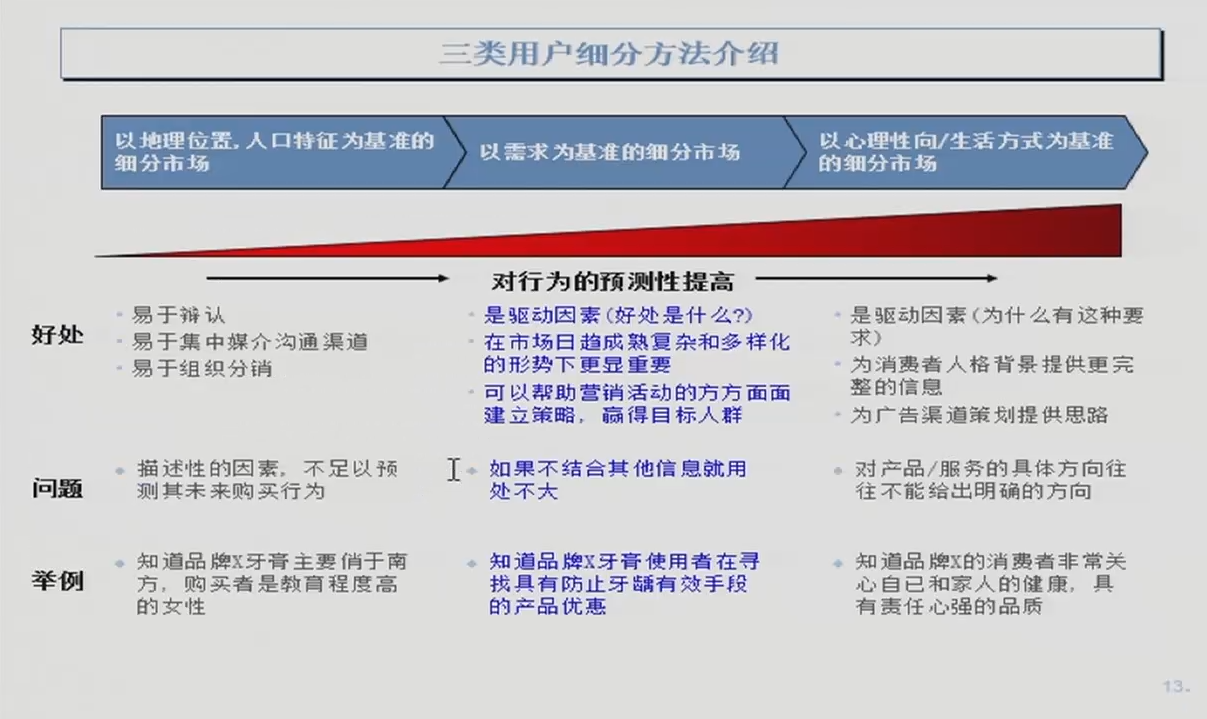 三类用户细分方法介绍
以地理位置,人口特征为基准的
细分市场
以需求为基准的细分市场
以心理性向/生活方式为基准
的细分市场
对行为的预测性提高
好处
易于辩认
易于集中媒介沟通渠道
易于组织分销
是驱动因素(好处是什么?)
在市场日趋成熟复杂和多样化
的形势下更显重要
可以帮助营销活动的方方面面
建立策略，赢得目标人群
是驱动因素(为什么有这种要
求)
为消费者人格背景提供更完
整的信息
为广告渠道策划提供思路
问题
描述性的因素，不足以预
测其未来购买行为
如果不结合其他信息就用
处不大
对产品/服务的具体方向往
往不能给出明确的方向
举例
知道品牌X牙膏主要俏于南
方，购买者是教育程度高
的女性
知道品牌X牙膏使用者在寻
找具有防止牙龋有效手段
的产品优惠
知道品牌X的消费者非常关
心自已和家人的健康，具
有责任心强的品质
13.